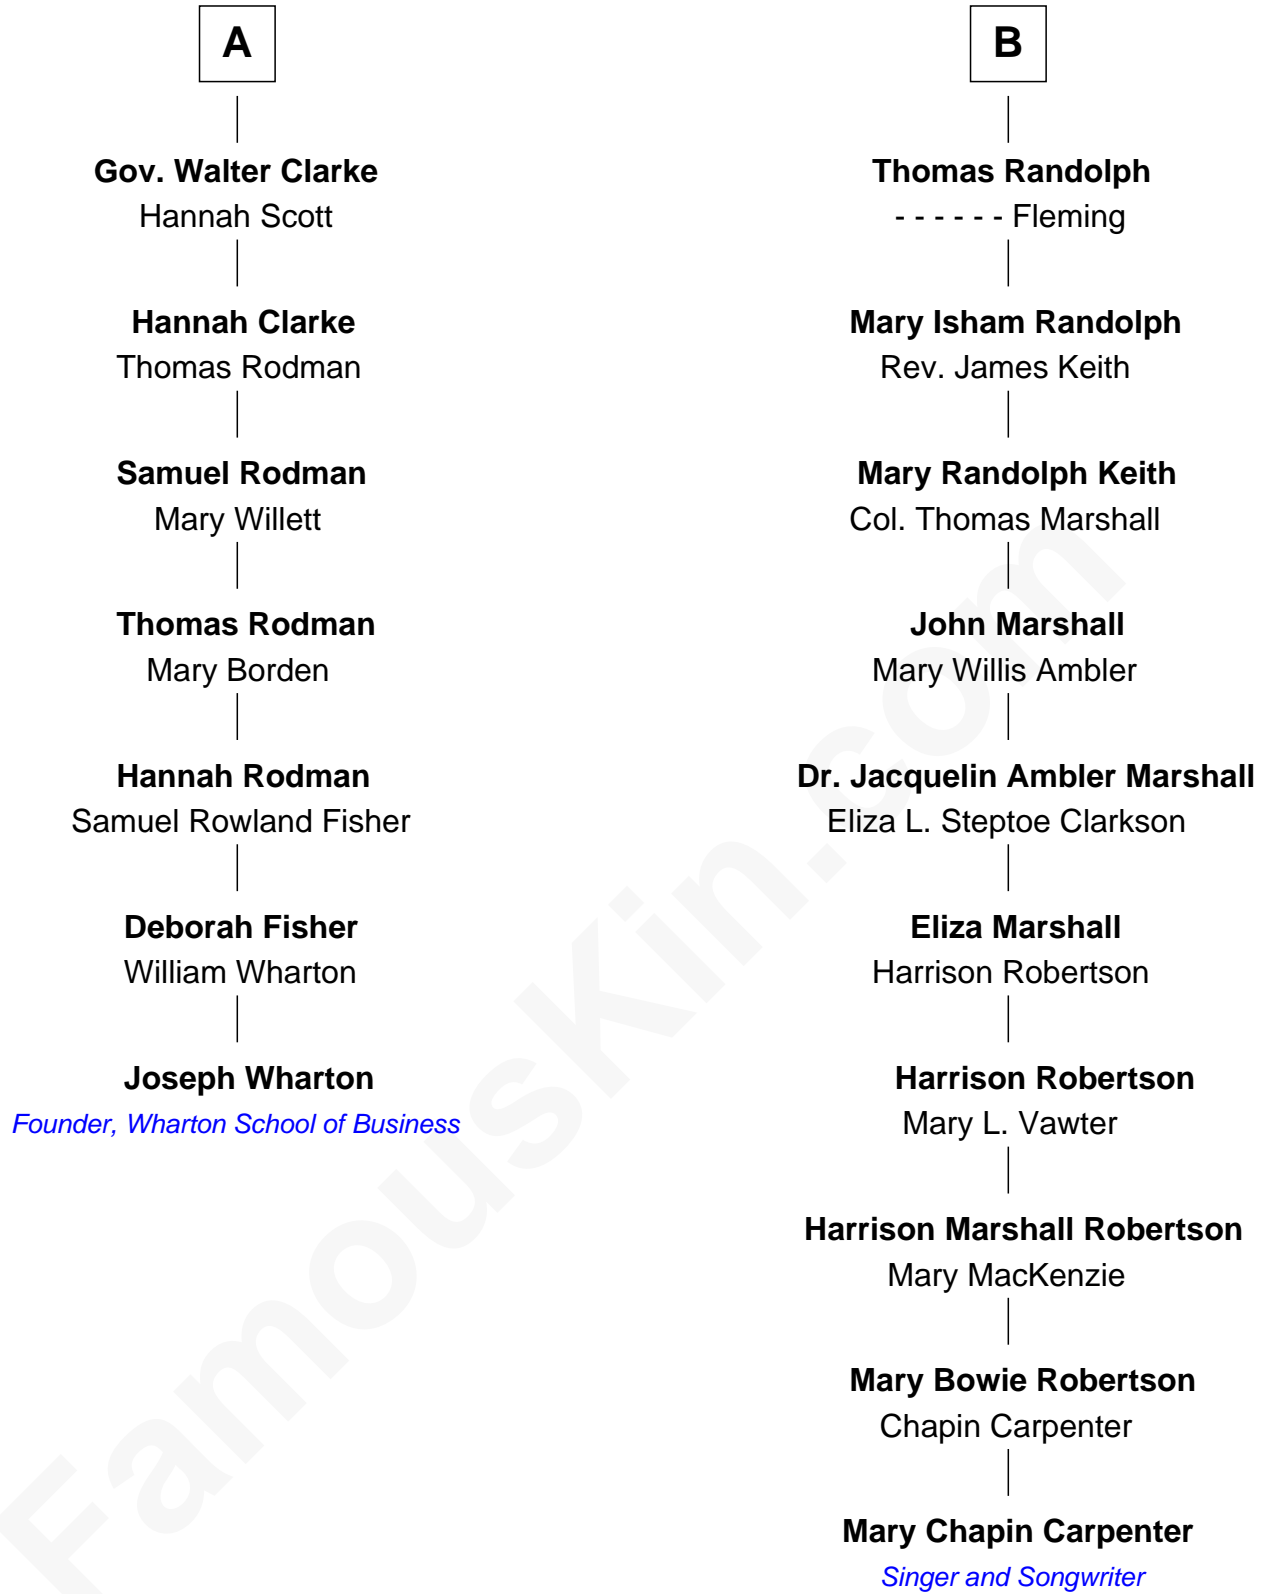 A
Gov. Walter Clarke
Hannah Scott
Hannah Clarke
Thomas Rodman
Samuel Rodman
Mary Willett
Thomas Rodman
Mary Borden
Hannah Rodman
Samuel Rowland Fisher
Deborah Fisher
William Wharton
Joseph Wharton
Founder, Wharton School of Business
B
Thomas Randolph
- - - - - - Fleming
Mary Isham Randolph
Rev. James Keith
Mary Randolph Keith
Col. Thomas Marshall
John Marshall
Mary Willis Ambler
Dr. Jacquelin Ambler Marshall
Eliza L. Steptoe Clarkson
Eliza Marshall
Harrison Robertson
Harrison Robertson
Mary L. Vawter
Harrison Marshall Robertson
Mary MacKenzie
Mary Bowie Robertson
Chapin Carpenter
Mary Chapin Carpenter
Singer and Songwriter
FamousKin.com